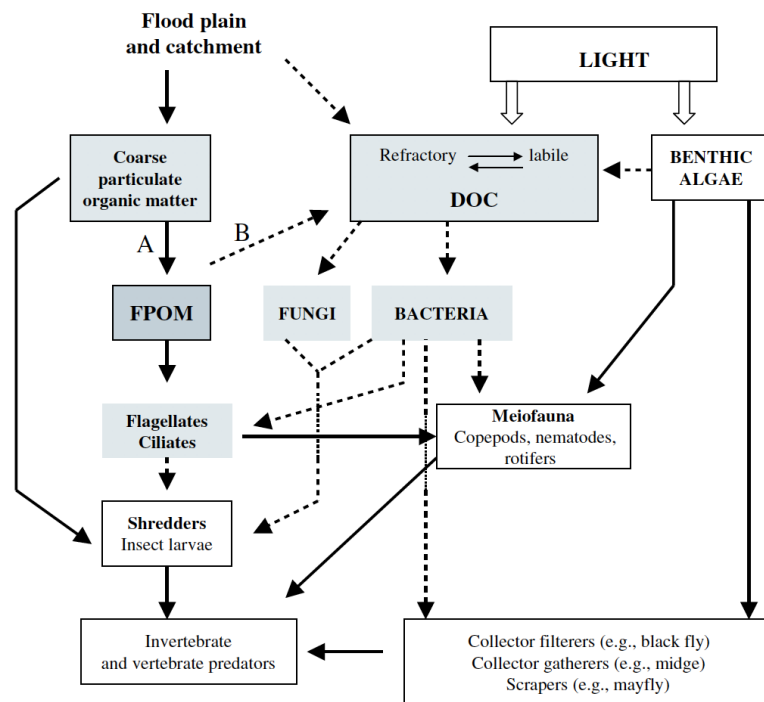 Flood plain
and catchment
LIGHT
Coarse
particulate
organic matter
Refractory labile
DOC
BENTHIC
ALGAE
A
B
FPOM
FUNGI
BACTERIA
Flagellates
Ciliates
Meiofauna
Copepods, nematodes,
rotifers
Shredders
Insect larvae
Invertebrate
and vertebrate predators
Collector filterers (e.g., black fly)
Collector gatherers (e.g., midge)
Scrapers (e.g., mayfly)